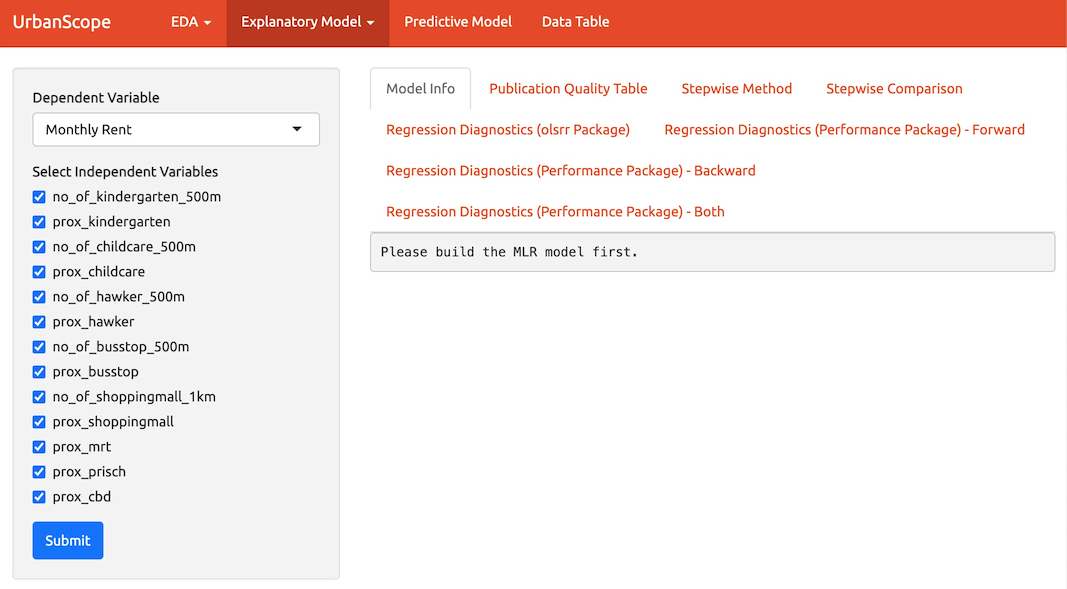 UrbanScope EDA Explanatory Model Predictive Model Data Table
Dependent Variable
Monthly Rent
Select Independent Variables
no_of_kindergarten_500m
prox_kindergarten
no_of_childcare_500m
prox_childcare
no_of_hawker_500m
prox_hawker
no_of_busstop_500m
prox_busstop
no_of_shoppingmall_1km
prox_shoppingmall
prox_mrt
prox_prisch
prox_cbd
Submit
Model Info Publication Quality Table Stepwise Method Stepwise Comparison
Regression Diagnostics (olsrr Package) Regression Diagnostics (Performance Package) - Forward
Regression Diagnostics (Performance Package) - Backward
Regression Diagnostics (Performance Package) - Both
Please build the MLR model first.